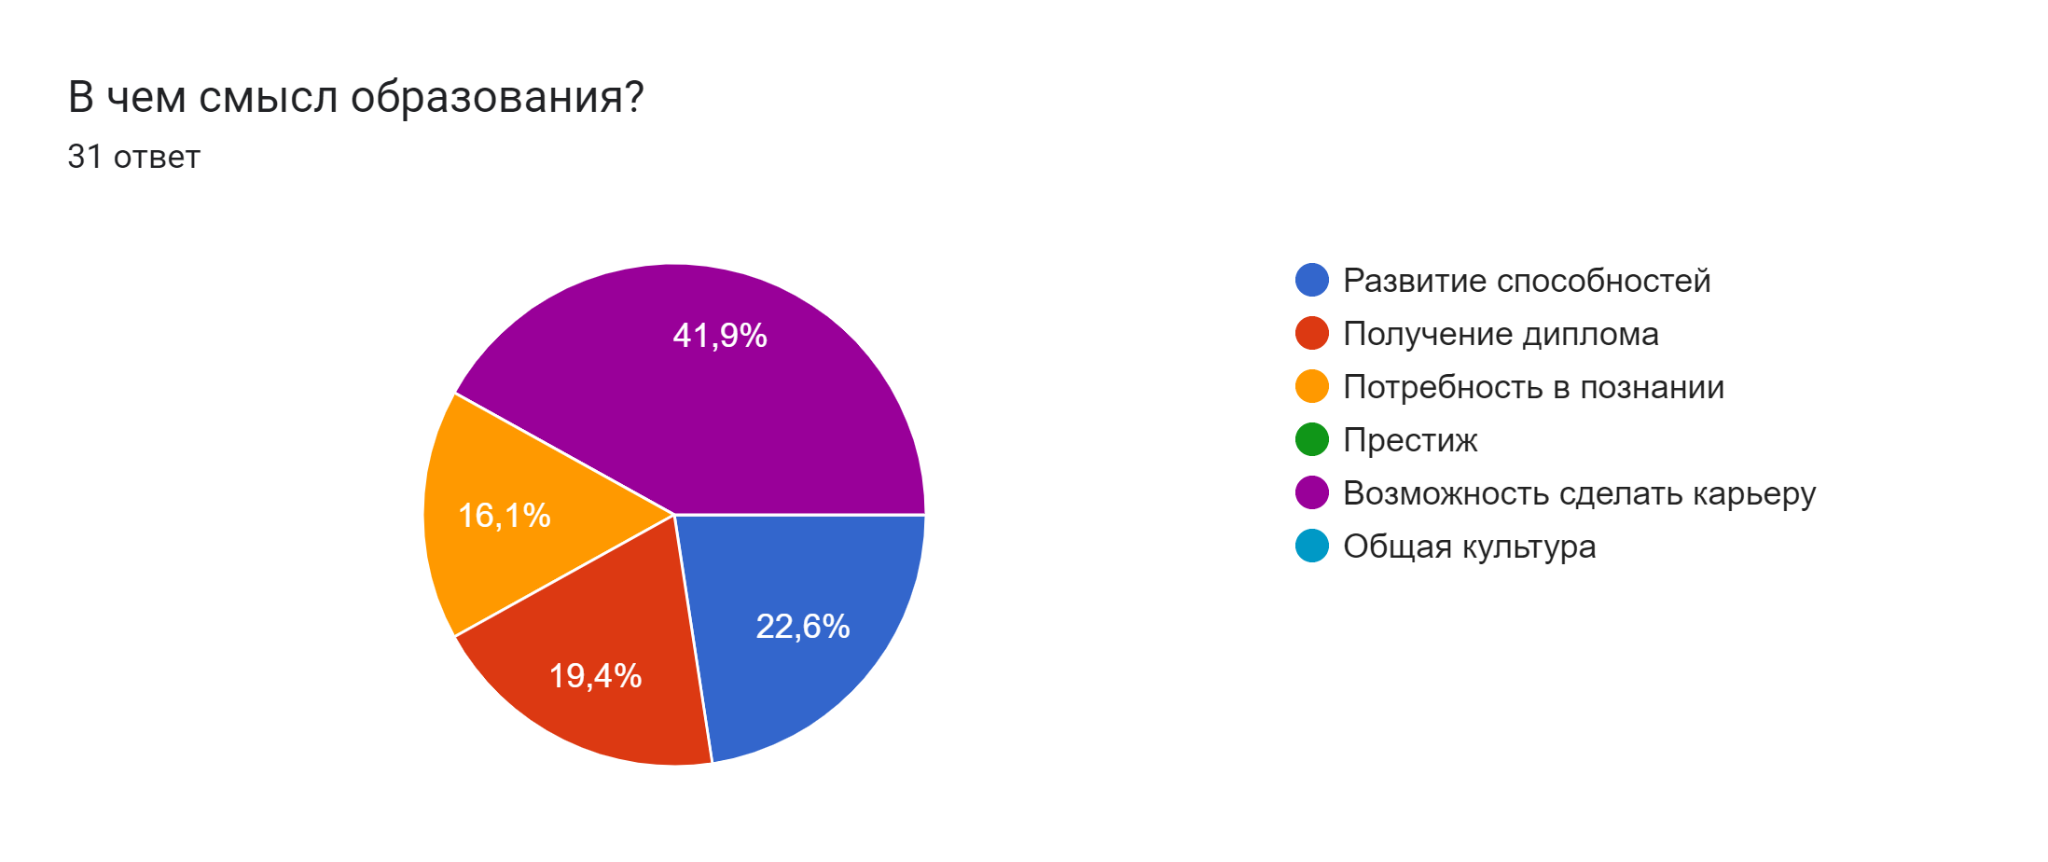 В чем смысл образования?
31 ответ
41,9%
16,1%
22,6%
19,4%
Развитие способностей
Получение диплома
Потребность в познании
Престиж
Возможность сделать карьеру
Общая культура